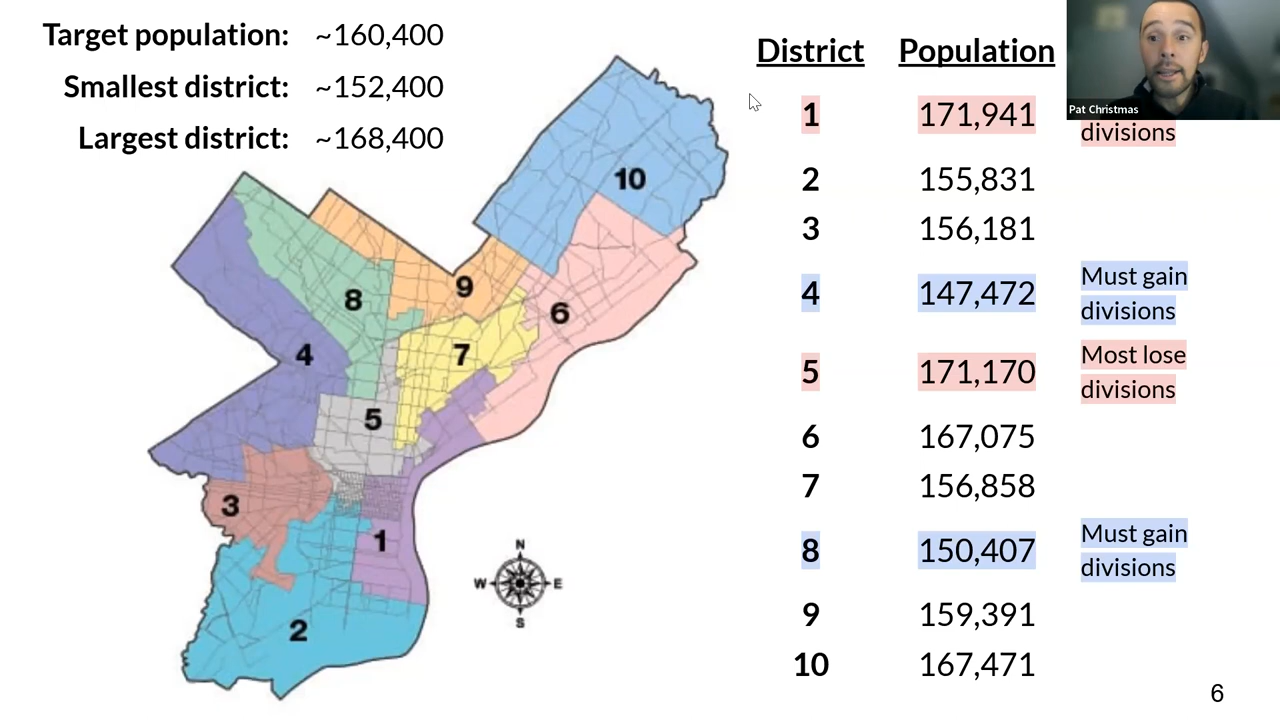 Target population: ~160,400
Smallest district: ~152,400
Largest district: ~168,400
District Population
1 171,941 divisions
2 155,831
3 156,181
4 147,472 Must gain
divisions
5 171,170 Most lose
divisions
6 167,075
7 156,858
8 150,407 Must gain
divisions
9 159,391
10 167,471
Pat Christmas
10
9
8
6
4
7
5
3
1
2
N
W E
S
6